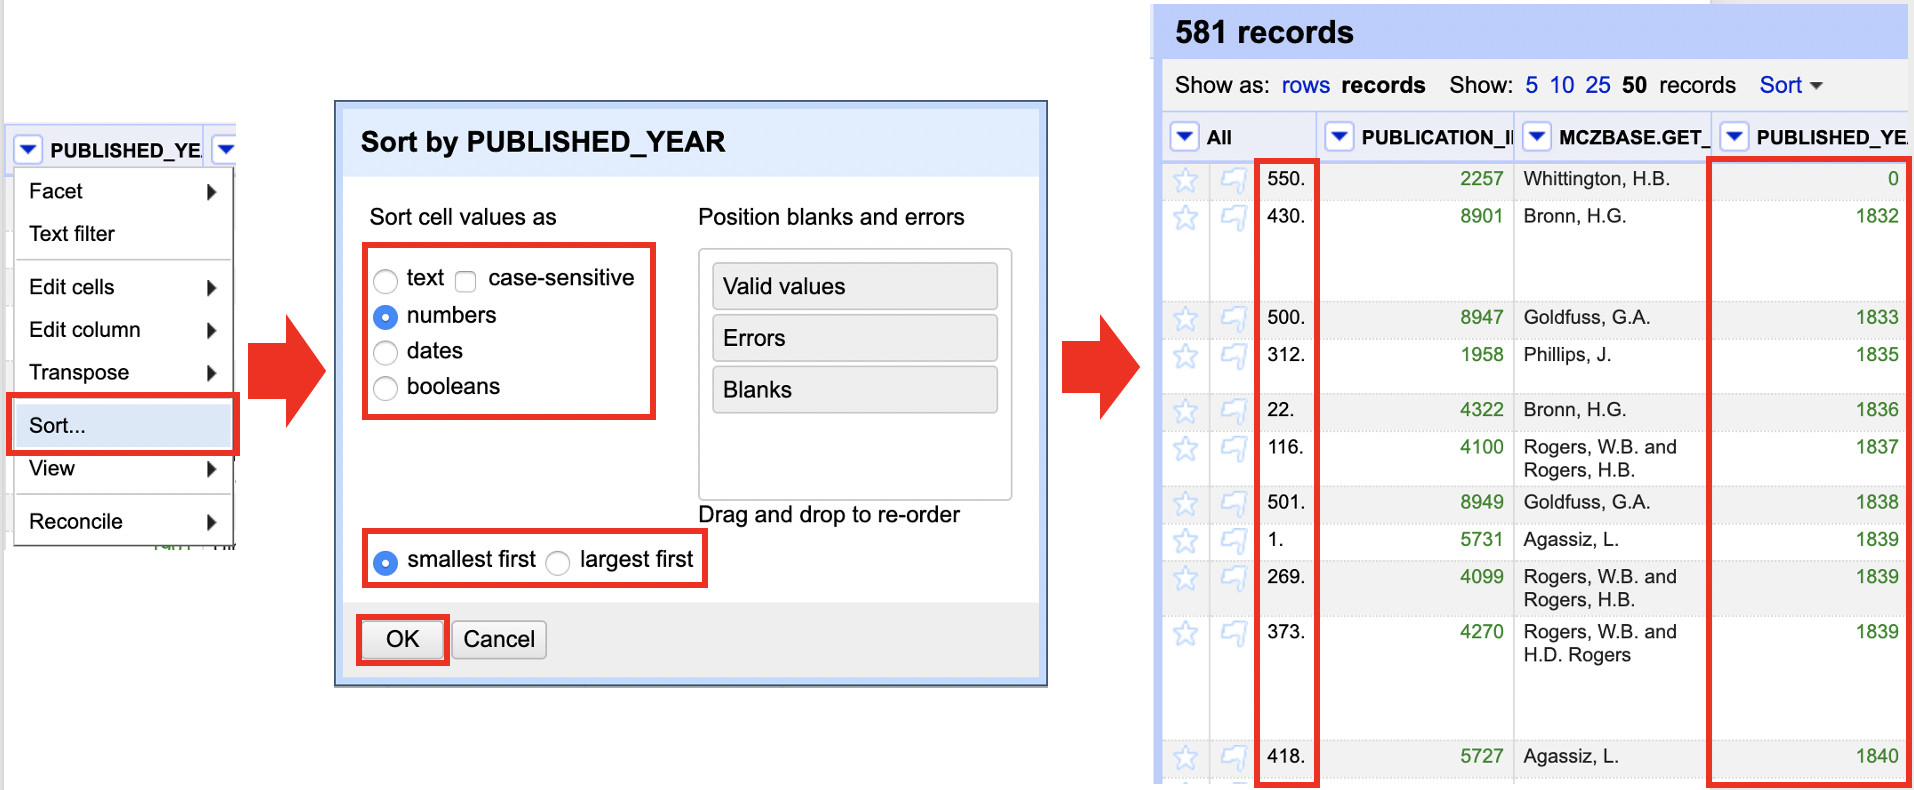 PUBLISHED_YE
Facet
Text filter
Edit cells
Edit column
Transpose
Sort...
View
Reconcile
Sort by PUBLISHED_YEAR
Sort cell values as
text case-sensitive
numbers
dates
booleans
smallest first largest first
Position blanks and errors
Valid values
Errors
Blanks
Drag and drop to re-order
OK Cancel
581 records
Show as: rows records Show: 5 10 25 50 records Sort
All PUBLICATION_I MCZBASE.GET_ PUBLISHED_YE
550. 2257 Whittington, H.B. 0
430. 8901 Bronn, H.G. 1832
500. 8947 Goldfuss, G.A. 1833
312. 1958 Phillips, J. 1835
22. 4322 Bronn, H.G. 1836
116. 4100 Rogers, W.B. and 1837
Rogers, H.B.
501. 8949 Goldfuss, G.A. 1838
1. 5731 Agassiz, L. 1839
269. 4099 Rogers, W.B. and 1839
Rogers, H.B.
373. 4270 Rogers, W.B. and 1839
H.D. Rogers
418. 5727 Agassiz, L. 1840